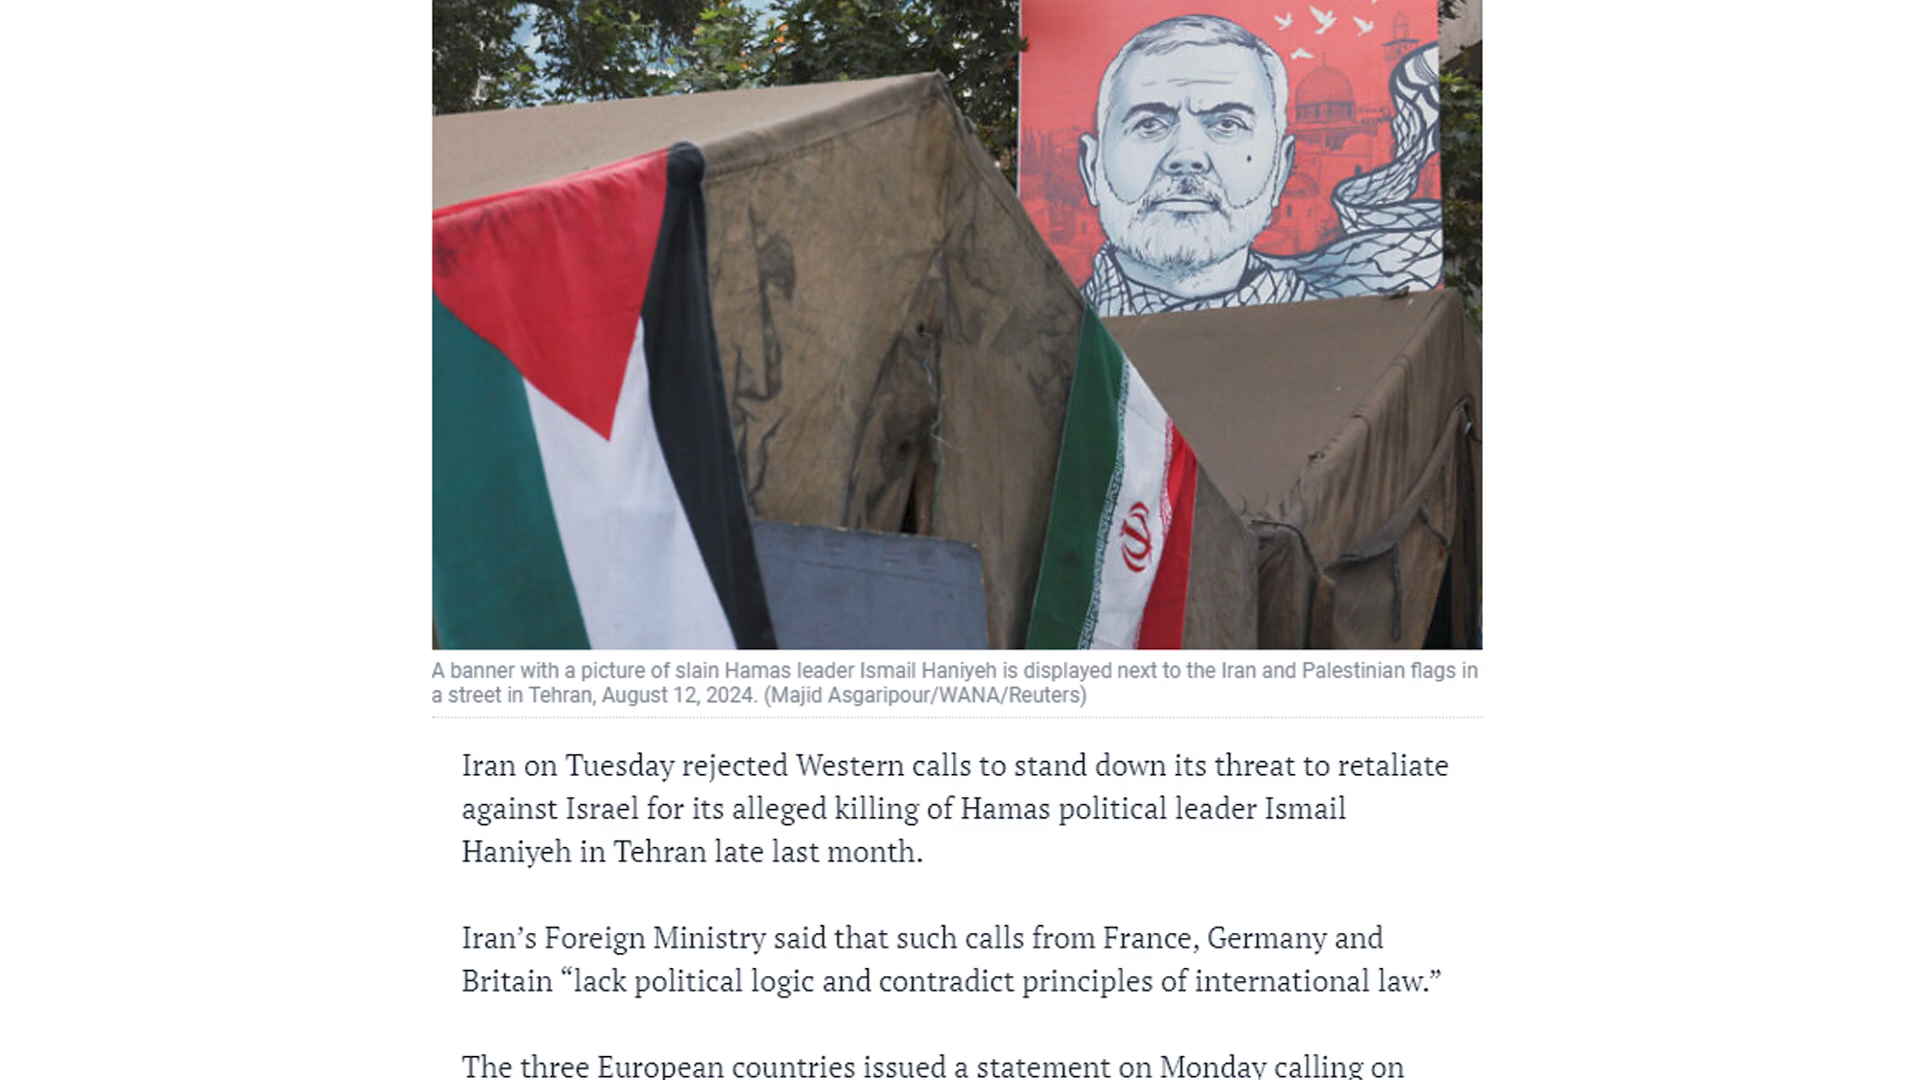 A banner with a picture of slain Hamas leader Ismail Haniyeh is displayed next to the Iran and Palestinian flags in
a street in Tehran, August 12, 2024. (Majid Asgaripour/WANA/Reuters)
Iran on Tuesday rejected Western calls to stand down its threat to retaliate
against Israel for its alleged killing of Hamas political leader Ismail
Haniyeh in Tehran late last month.
Iran’s Foreign Ministry said that such calls from France, Germany and
Britain “lack political logic and contradict principles of international law.”
The three European countries issued a statement on Monday calling on